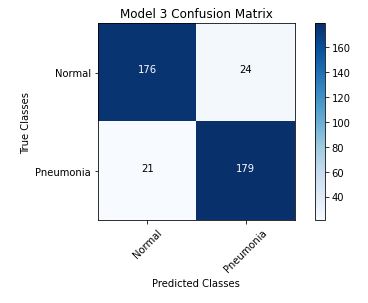 Model 3 Confusion Matrix
True Classes
Normal
176
24
Pneumonia
21
179
Normal
Pneumonia
Predicted Classes
160
140
120
100
80
60
40